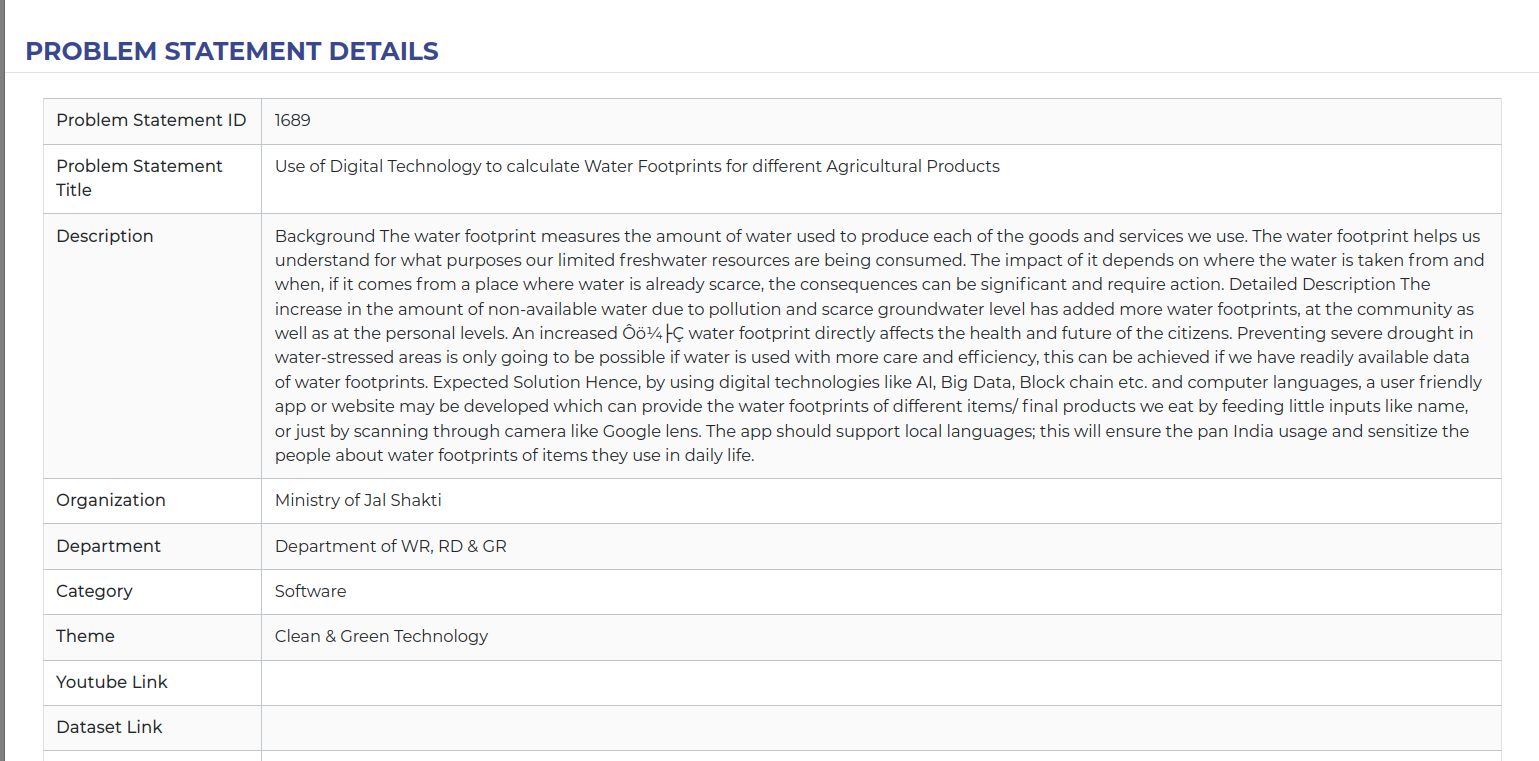 PROBLEM STATEMENT DETAILS
Problem Statement ID
1689
Problem Statement
Title
Use of Digital Technology to calculate Water Footprints for different Agricultural Products
Description
Background The water footprint measures the amount of water used to produce each of the goods and services we use. The water footprint helps us
understand for what purposes our limited freshwater resources are being consumed. The impact of it depends on where the water is taken from and
when, if it comes from a place where water is already scarce, the consequences can be significant and require action. Detailed Description The
increase in the amount of non-available water due to pollution and scarce groundwater level has added more water footprints, at the community as
well as at the personal levels. An increased Ôö¼├Ç water footprint directly affects the health and future of the citizens. Preventing severe drought in
water-stressed areas is only going to be possible if water is used with more care and efficiency, this can be achieved if we have readily available data
of water footprints. Expected Solution Hence, by using digital technologies like AI, Big Data, Block chain etc. and computer languages, a user friendly
app or website may be developed which can provide the water footprints of different items/ final products we eat by feeding little inputs like name,
or just by scanning through camera like Google lens. The app should support local languages; this will ensure the pan India usage and sensitize the
people about water footprints of items they use in daily life.
Organization
Ministry of Jal Shakti
Department
Department of WR, RD & GR
Category
Software
Theme
Clean & Green Technology
Youtube Link
Dataset Link